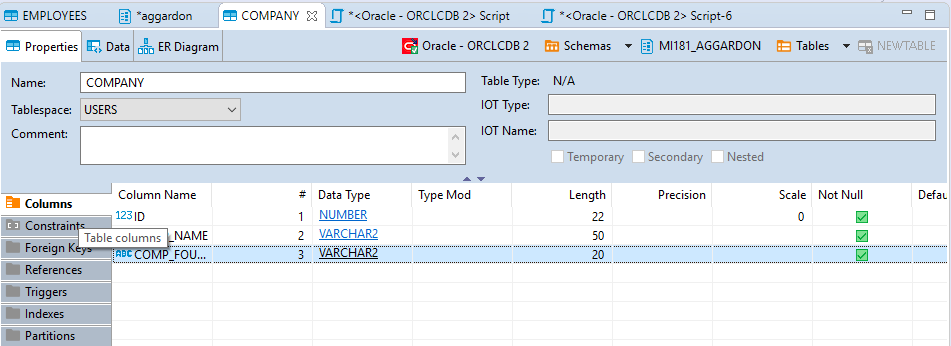 EMPLOYEES *aggardon COMPANY *<Oracle - ORCLCDB 2> Script *<Oracle - ORCLCDB 2> Script-6
Properties Data ER Diagram Oracle - ORCLCDB 2 Schemas MI181_AGGARDON Tables NEWTABLE
Name: COMPANY Table Type: N/A
Tablespace: USERS IOT Type:
Comment: IOT Name:
Temporary Secondary Nested
Columns Column Name # Data Type Type Mod Length Precision Scale Not Null Defau
123 ID 1 NUMBER 22 0
Constraints
Table columns _NAME 2 VARCHAR2 50
Foreign Keys ABC COMP_FOU... 3 VARCHAR2 20
References
Triggers
Indexes
Partitions